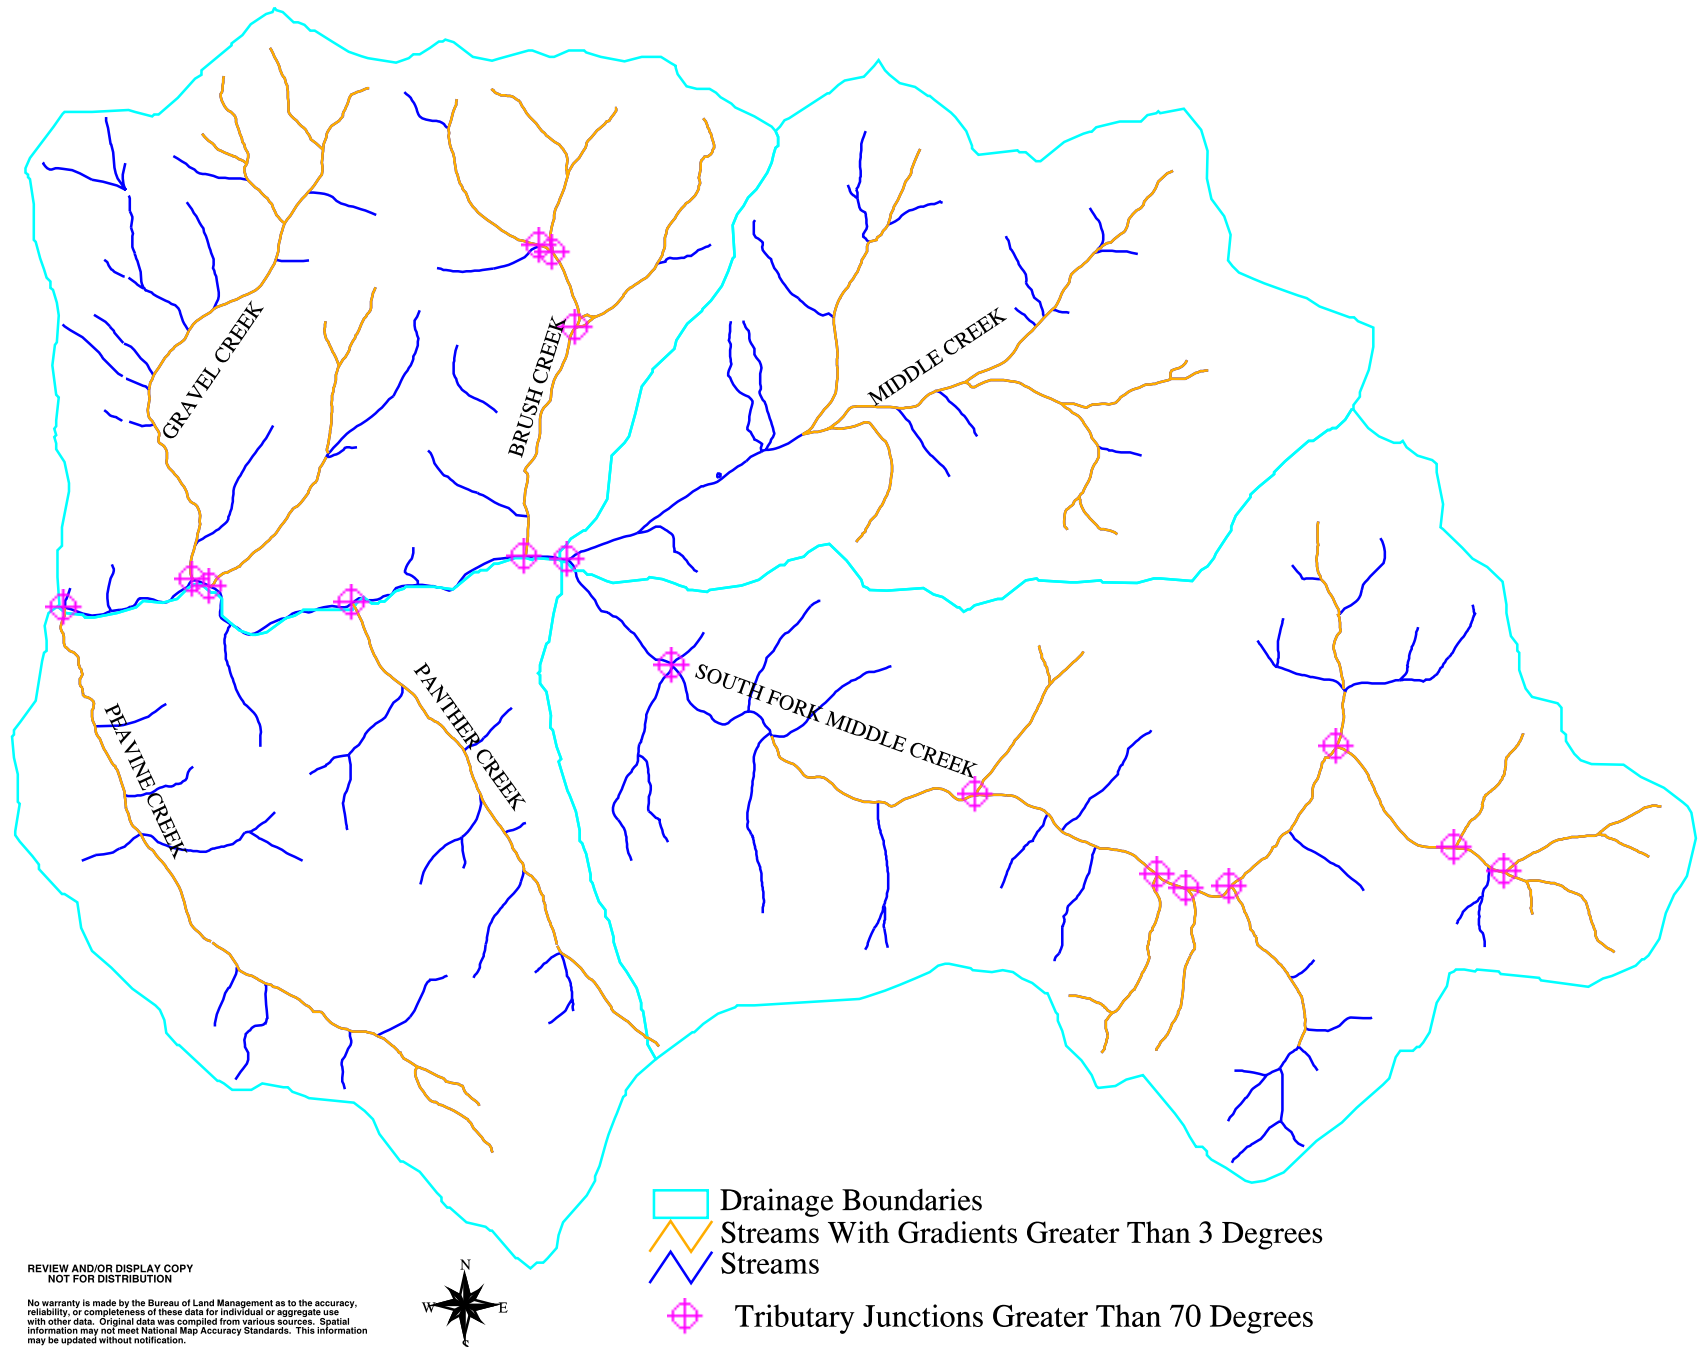 GRAVEL CREEK
BRUSH CREEK
MIDDLE CREEK
PEAVINE CREEK
PANTHER CREEK
SOUTH FORK MIDDLE CREEK
Drainage Boundaries
Streams With Gradients Greater Than 3 Degrees
Streams
Tributary Junctions Greater Than 70 Degrees
REVIEW AND/OR DISPLAY COPY
NOT FOR DISTRIBUTION
No warranty is made by the Bureau of Land Management as to the accuracy,
reliability, or completeness of these data for individual or aggregate use
with other data. Original data was compiled from various sources. Spatial
information may not meet National Map Accuracy Standards. This information
may be updated without notification.
N
W E
S